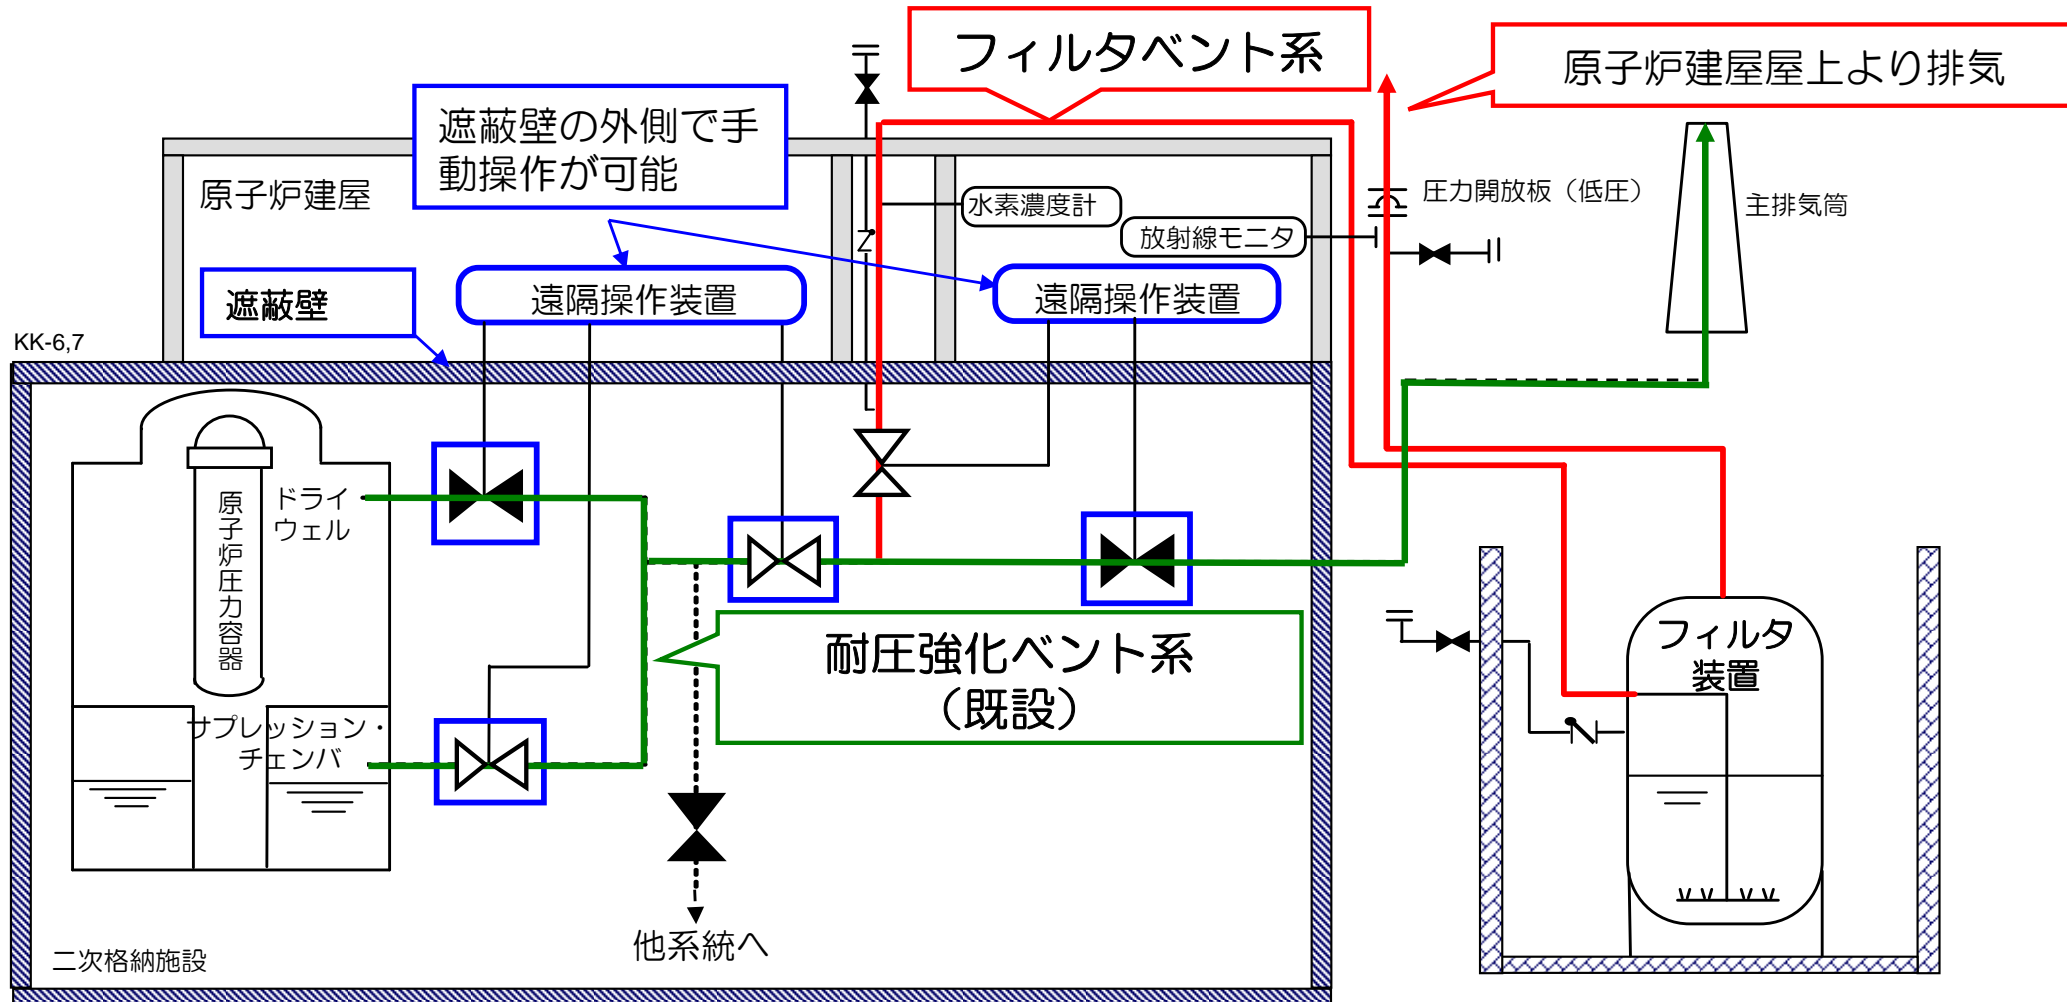 フィルタベント系
原子炉建屋屋上より排気
遮蔽壁の外側で手
動操作が可能
原子炉建屋
水素濃度計
放射線モニタ
圧力開放板（低圧）
主排気筒
遮蔽壁
遠隔操作装置
遠隔操作装置
KK-6,7
原子炉圧力容器
ドライ
ウェル
耐圧強化ベント系
（既設）
フィルタ
装置
サプレッション・
チェンバ
他系統へ
二次格納施設